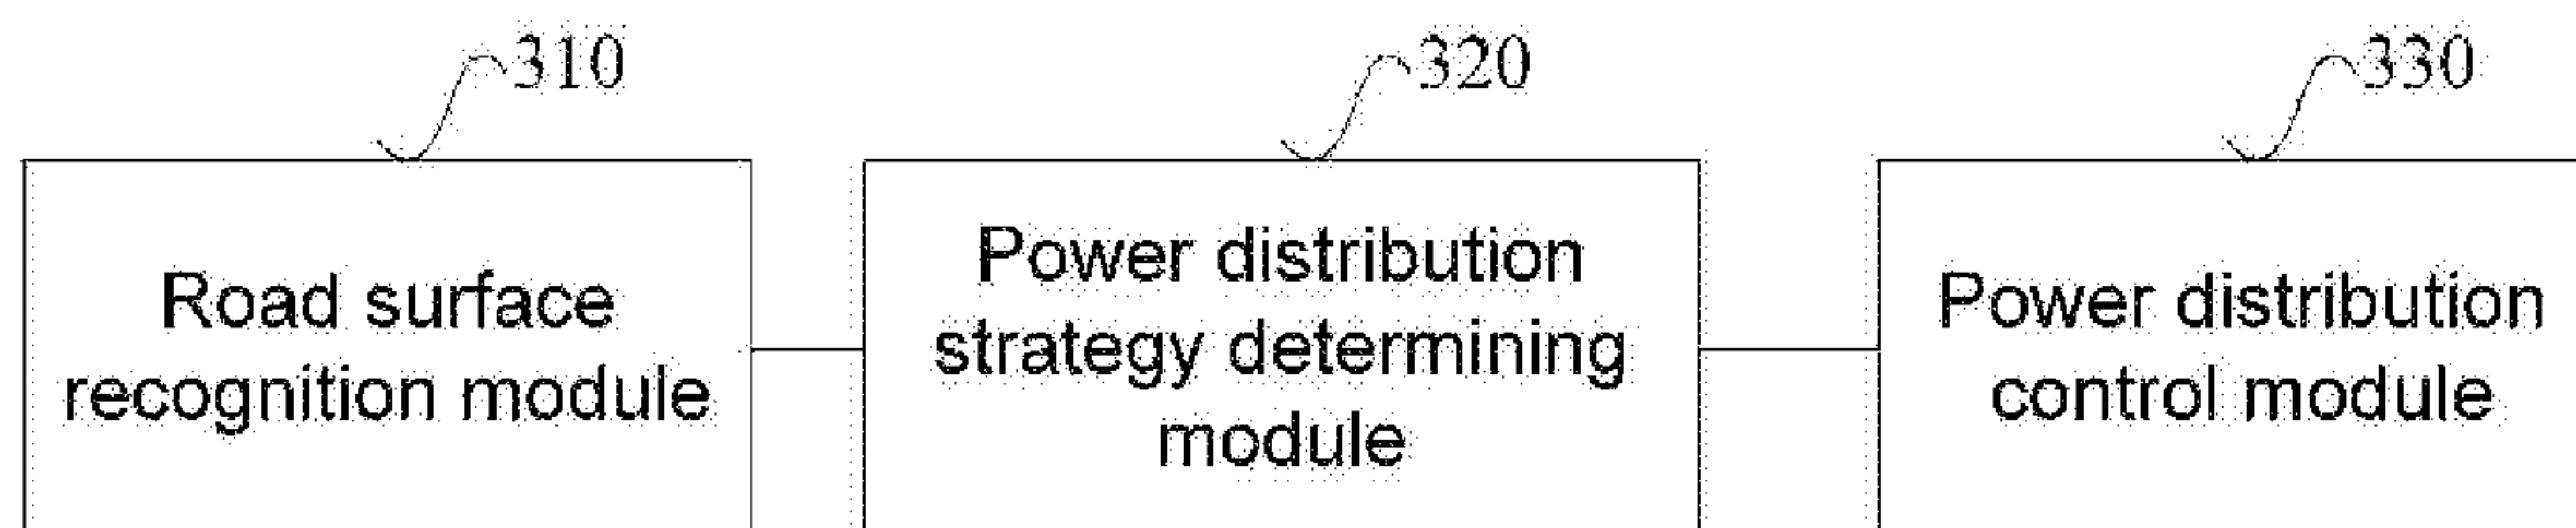 310
320
330
Road surface
recognition module
Power distribution
strategy determining
module
Power distribution
control module